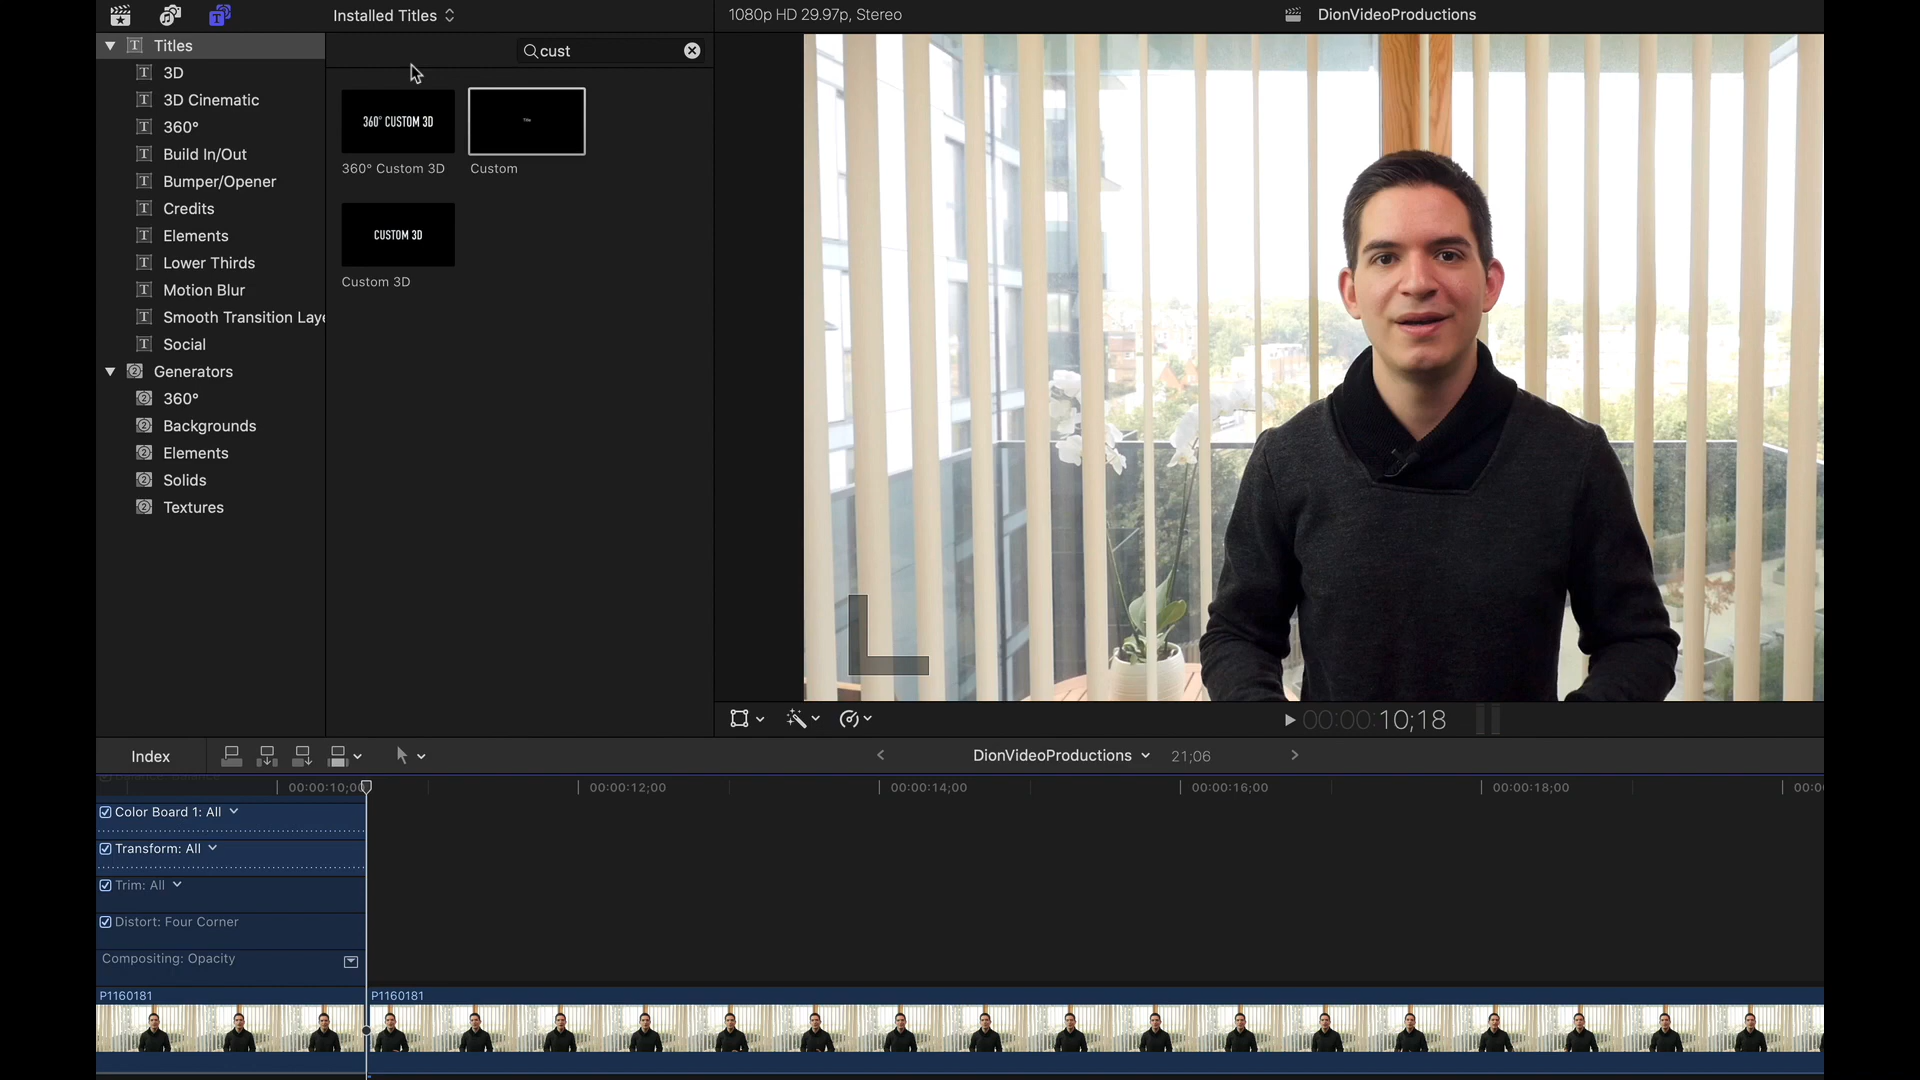 Installed Titles
1080p HD 29.97p, Stereo
DionVideoProductions
Titles
cust
3D
3D Cinematic
360°
Build In/Out
Bumper/Opener
Credits
Elements
Lower Thirds
Motion Blur
Smooth Transition Laye
Social
Generators
360°
Backgrounds
Elements
Solids
Textures
360° CUSTOM 3D
Title
360° Custom 3D
Custom
CUSTOM 3D
Custom 3D
00:00:10;18
Index
DionVideoProductions
21;06
00:00:10;00
00:00:12;00
00:00:14;00
00:00:16;00
00:00:18;00
00:0
Color Board 1: All
Transform: All
Trim: All
Distort: Four Corner
Compositing: Opacity
P1160181
P1160181